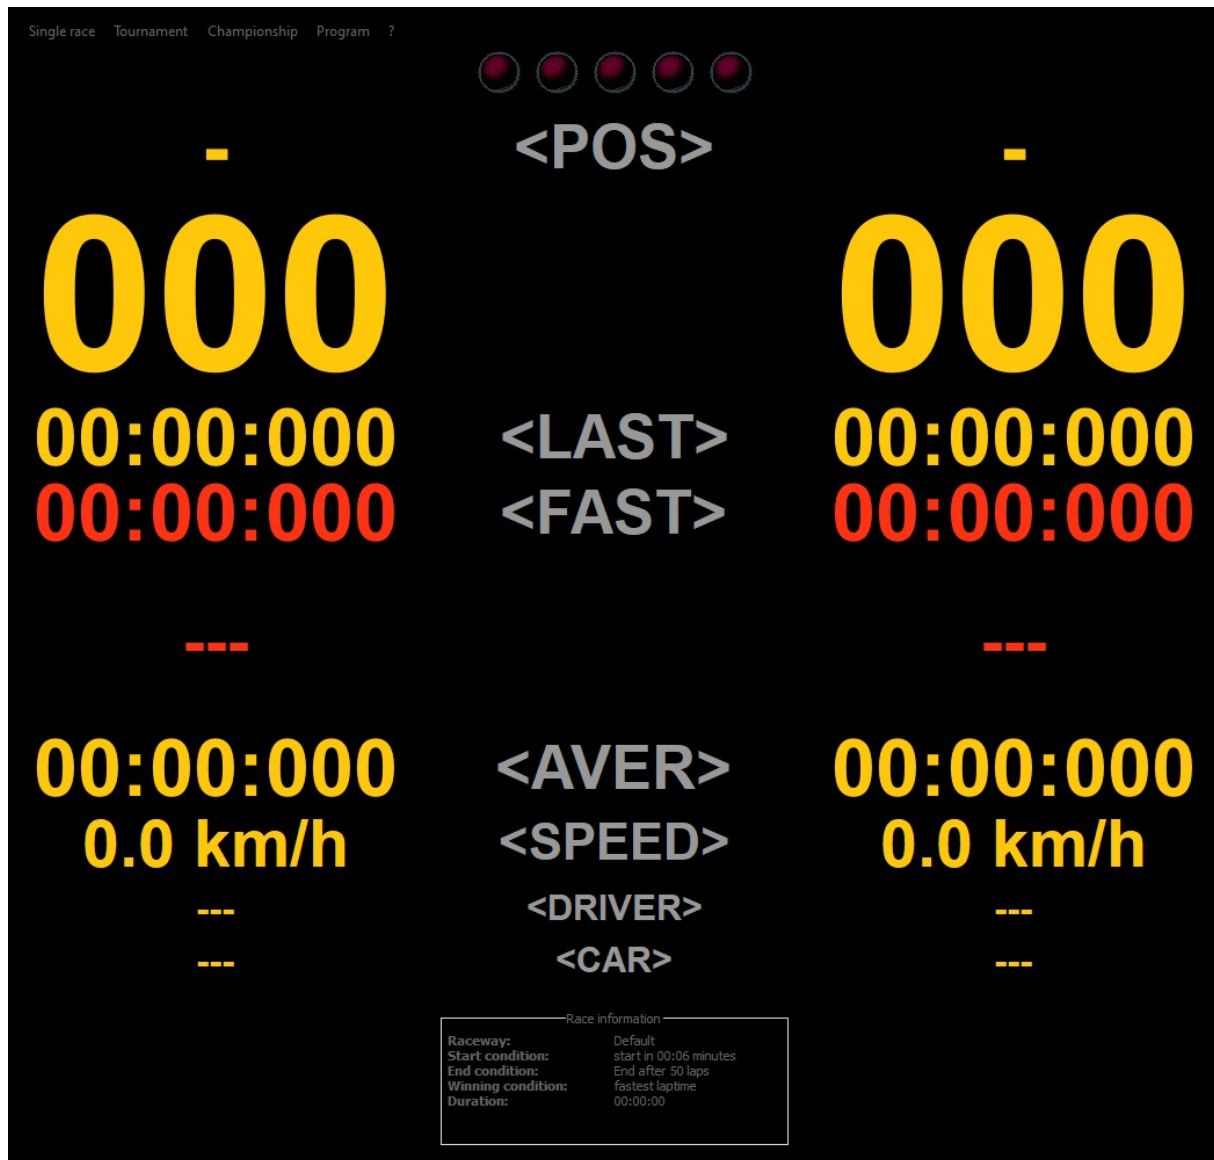 Single race Tournament Championship Program ?
- <POS> -
000 000
00:00:000 <LAST> 00:00:000
00:00:000 <FAST> 00:00:000
--- ---
00:00:000 <AVER> 00:00:000
0.0 km/h <SPEED> 0.0 km/h
--- <DRIVER> ---
--- <CAR> ---
Race information
Raceway: Default
Start condition: start in 00:06 minutes
End condition: End after 50 laps
Winning condition: fastest laptime
Duration: 00:00:00